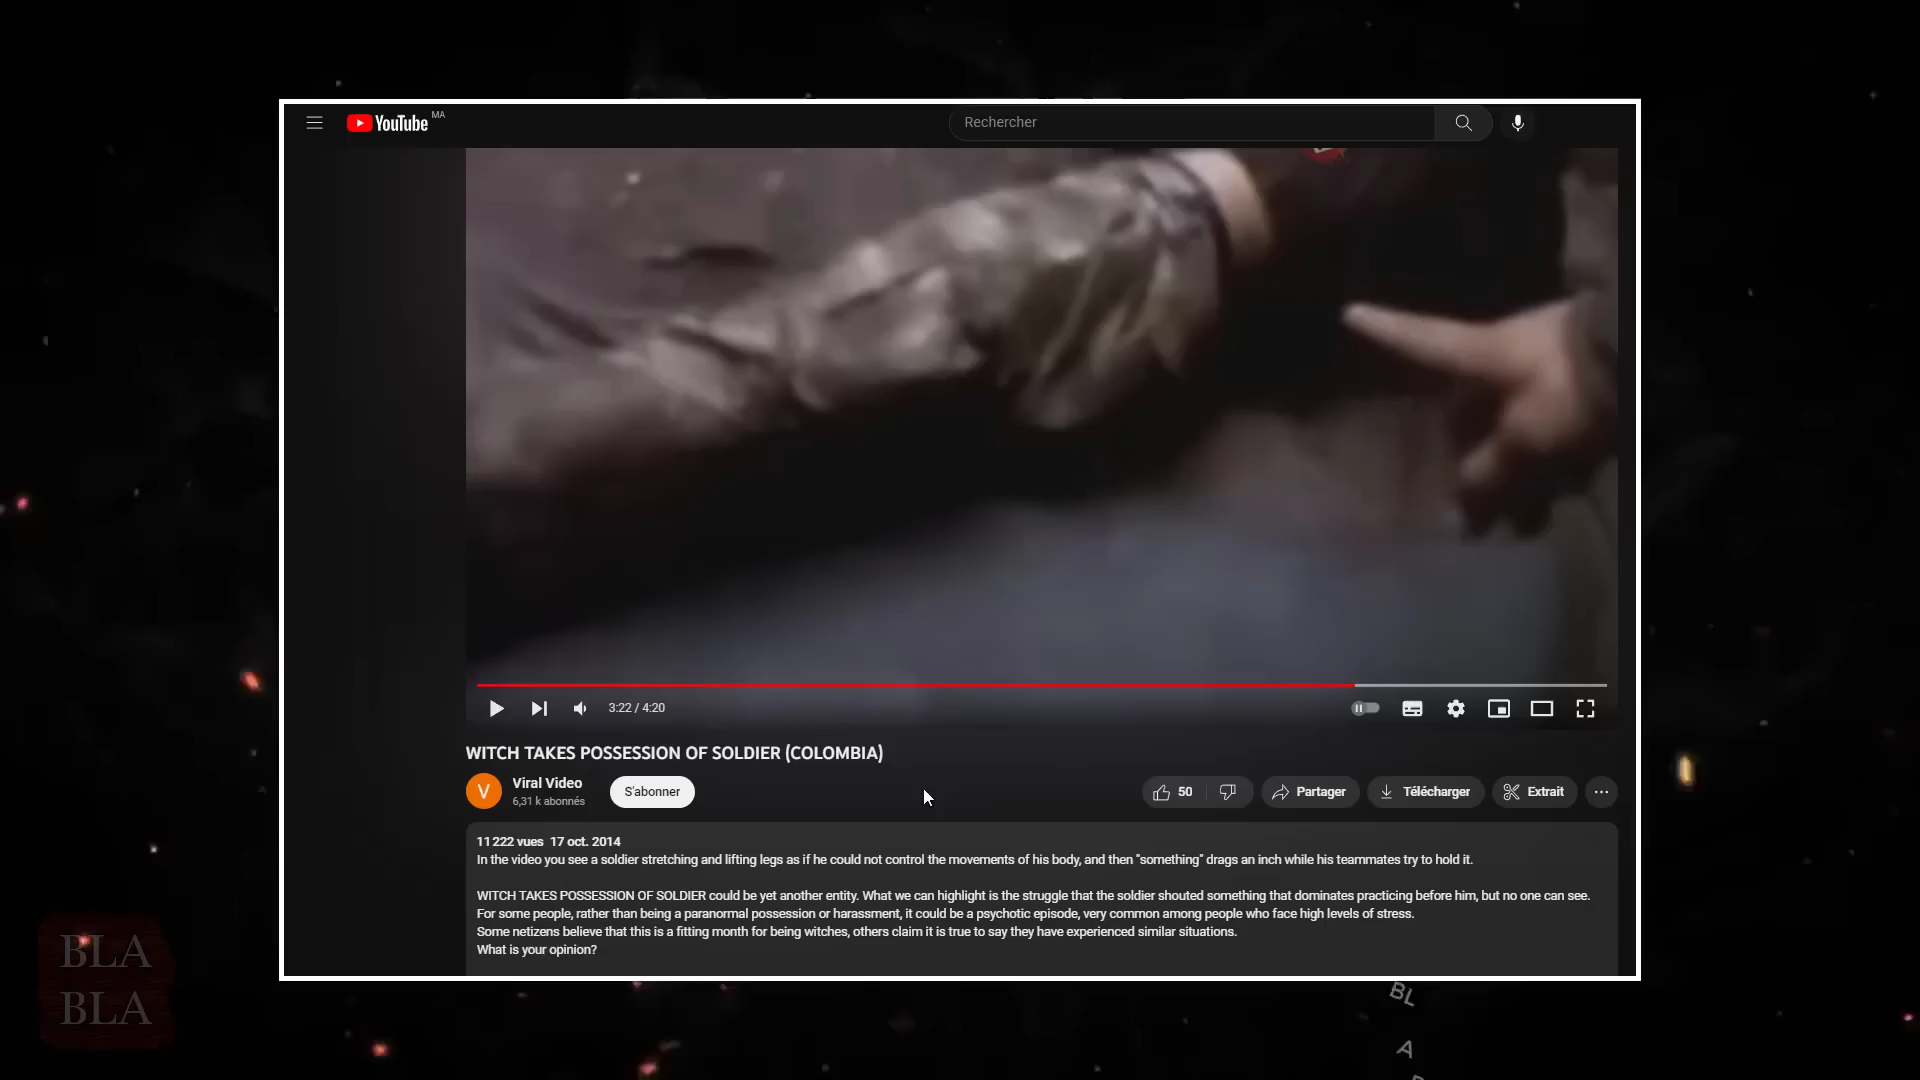 YouTube MA
Rechercher
3:22 / 4:20
WITCH TAKES POSSESSION OF SOLDIER (COLOMBIA)
V
Viral Video
6,31 k abonnés
S'abonner
50
Partager
Télécharger
Extrait
11 222 vues 17 oct. 2014
In the video you see a soldier stretching and lifting legs as if he could not control the movements of his body, and then "something" drags an inch while his teammates try to hold it.
WITCH TAKES POSSESSION OF SOLDIER could be yet another entity. What we can highlight is the struggle that the soldier shouted something that dominates practicing before him, but no one can see.
For some people, rather than being a paranormal possession or harassment, it could be a psychotic episode, very common among people who face high levels of stress.
Some netizens believe that this is a fitting month for being witches, others claim it is true to say they have experienced similar situations.
What is your opinion?
BLA
BLA
BL
A